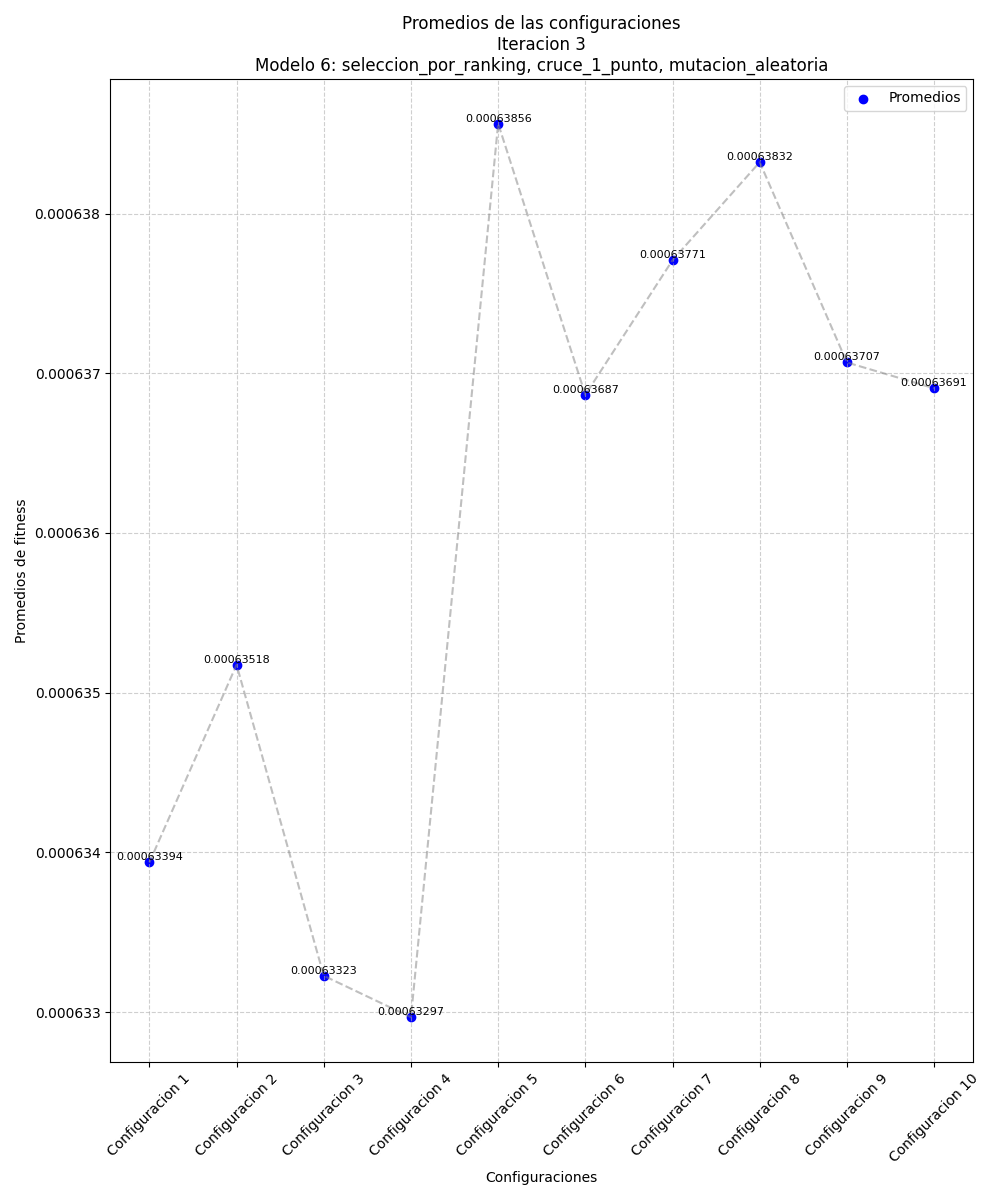 Promedios de las configuraciones
Iteracion 3
Modelo 6: seleccion_por_ranking, cruce_1_punto, mutacion_aleatoria
Promedios
0.00063856
0.00063832
0.000638
0.00063771
0.00063707
0.000637
0.00063691
0.00063687
0.000636
Promedios de fitness
0.00063518
0.000635
0.000634
0.00063394
0.00063323
0.000633
0.00063297
Configuracion 1
Configuracion 2
Configuracion 3
Configuracion 4
Configuracion 5
Configuracion 6
Configuracion 7
Configuracion 8
Configuracion 9
Configuracion 10
Configuraciones